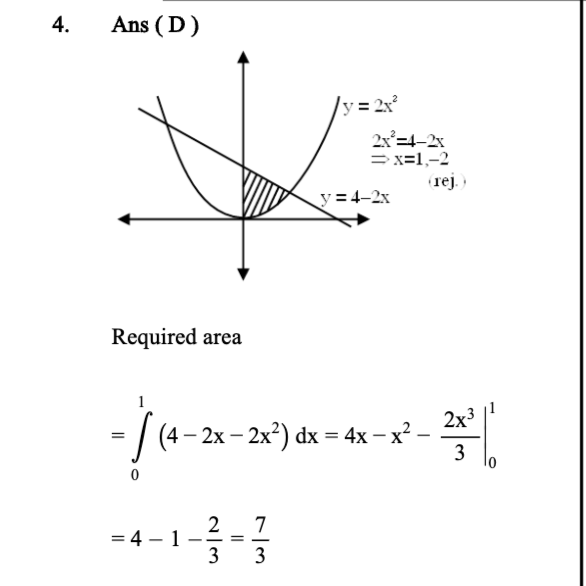 4. Ans ( D )
y = 2x²
2x²=4–2x
⇒ x=1,–2
(rej.)
y = 4–2x
Required area
= ∫₀¹ (4 – 2x – 2x²) dx = 4x – x² – 2x³/3 |₀¹
= 4 – 1 – 2/3 = 7/3